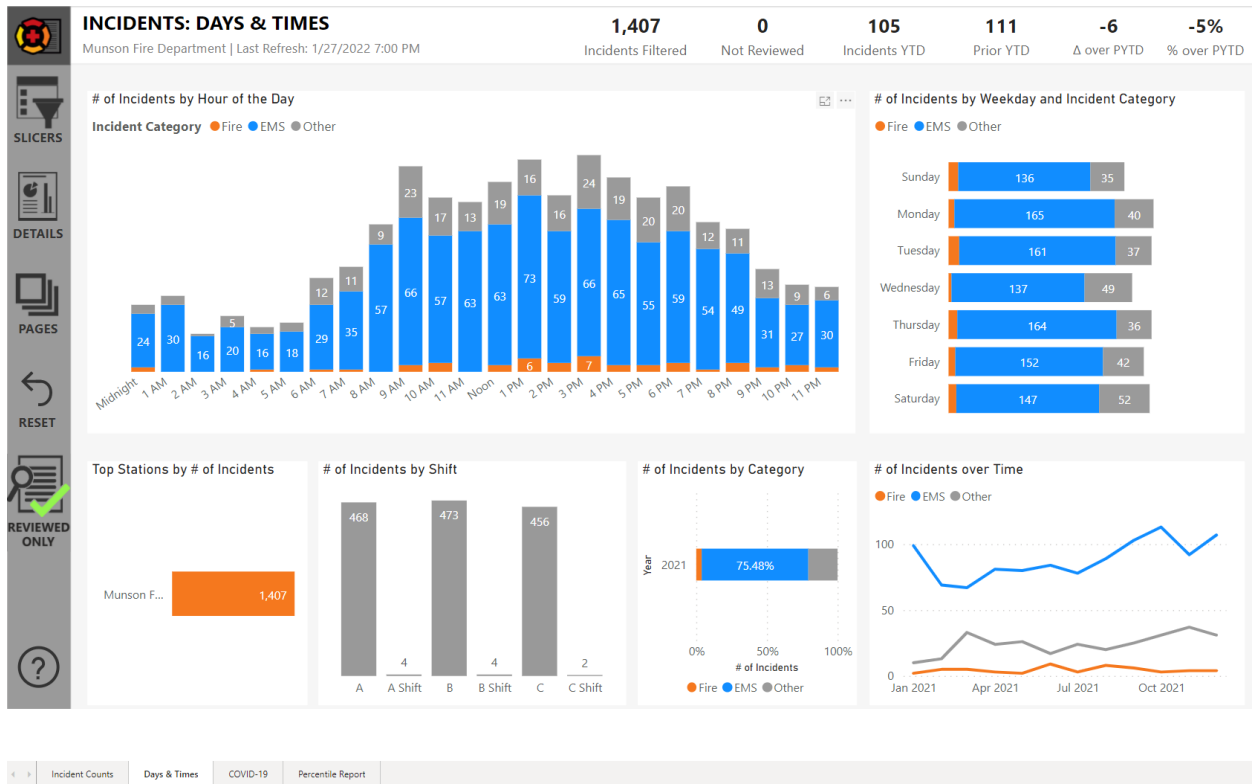 INCIDENTS: DAYS & TIMES
Munson Fire Department | Last Refresh: 1/27/2022 7:00 PM
1,407 0 105 111 -6 -5%
Incidents Filtered Not Reviewed Incidents YTD Prior YTD Δ over PYTD % over PYTD
SLICERS
DETAILS
PAGES
RESET
REVIEWED
ONLY
?
# of Incidents by Hour of the Day
Incident Category Fire EMS Other
24 30 16 5 20 16 18 12 29 11 35 9 57 23 66 17 57 13 63 19 63 16 73 6 16 59 24 66 7 19 65 20 55 20 59 12 54 11 49 13 31 9 27 6 30
Midnight 1 AM 2 AM 3 AM 4 AM 5 AM 6 AM 7 AM 8 AM 9 AM 10 AM 11 AM Noon 1 PM 2 PM 3 PM 4 PM 5 PM 6 PM 7 PM 8 PM 9 PM 10 PM 11 PM
# of Incidents by Weekday and Incident Category
Fire EMS Other
Sunday 136 35
Monday 165 40
Tuesday 161 37
Wednesday 137 49
Thursday 164 36
Friday 152 42
Saturday 147 52
Top Stations by # of Incidents
Munson F... 1,407
# of Incidents by Shift
468 4 473 4 456 2
A A Shift B B Shift C C Shift
# of Incidents by Category
Year
2021 75.48%
0% 50% 100%
# of Incidents
Fire EMS Other
# of Incidents over Time
Fire EMS Other
100
50
0
Jan 2021 Apr 2021 Jul 2021 Oct 2021
Incident Counts Days & Times COVID-19 Percentile Report